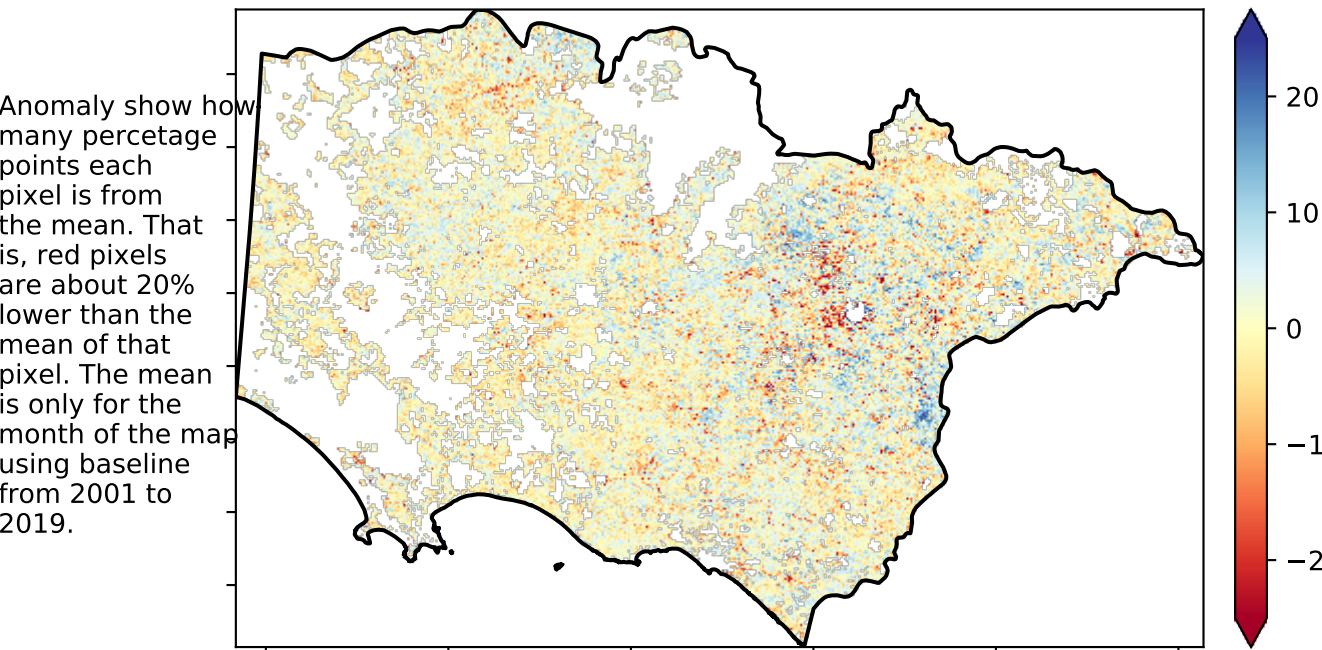 Anomaly show how
many percetage
points each
pixel is from
the mean. That
is, red pixels
are about 20%
lower than the
mean of that
pixel. The mean
is only for the
month of the map
using baseline
from 2001 to
2019.
20
10
0
−1
−2